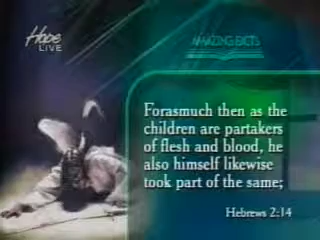 Hope
LIVE
AMAZING FACTS
Forasmuch then as the
children are partakers
of flesh and blood, he
also himself likewise
took part of the same;
Hebrews 2:14